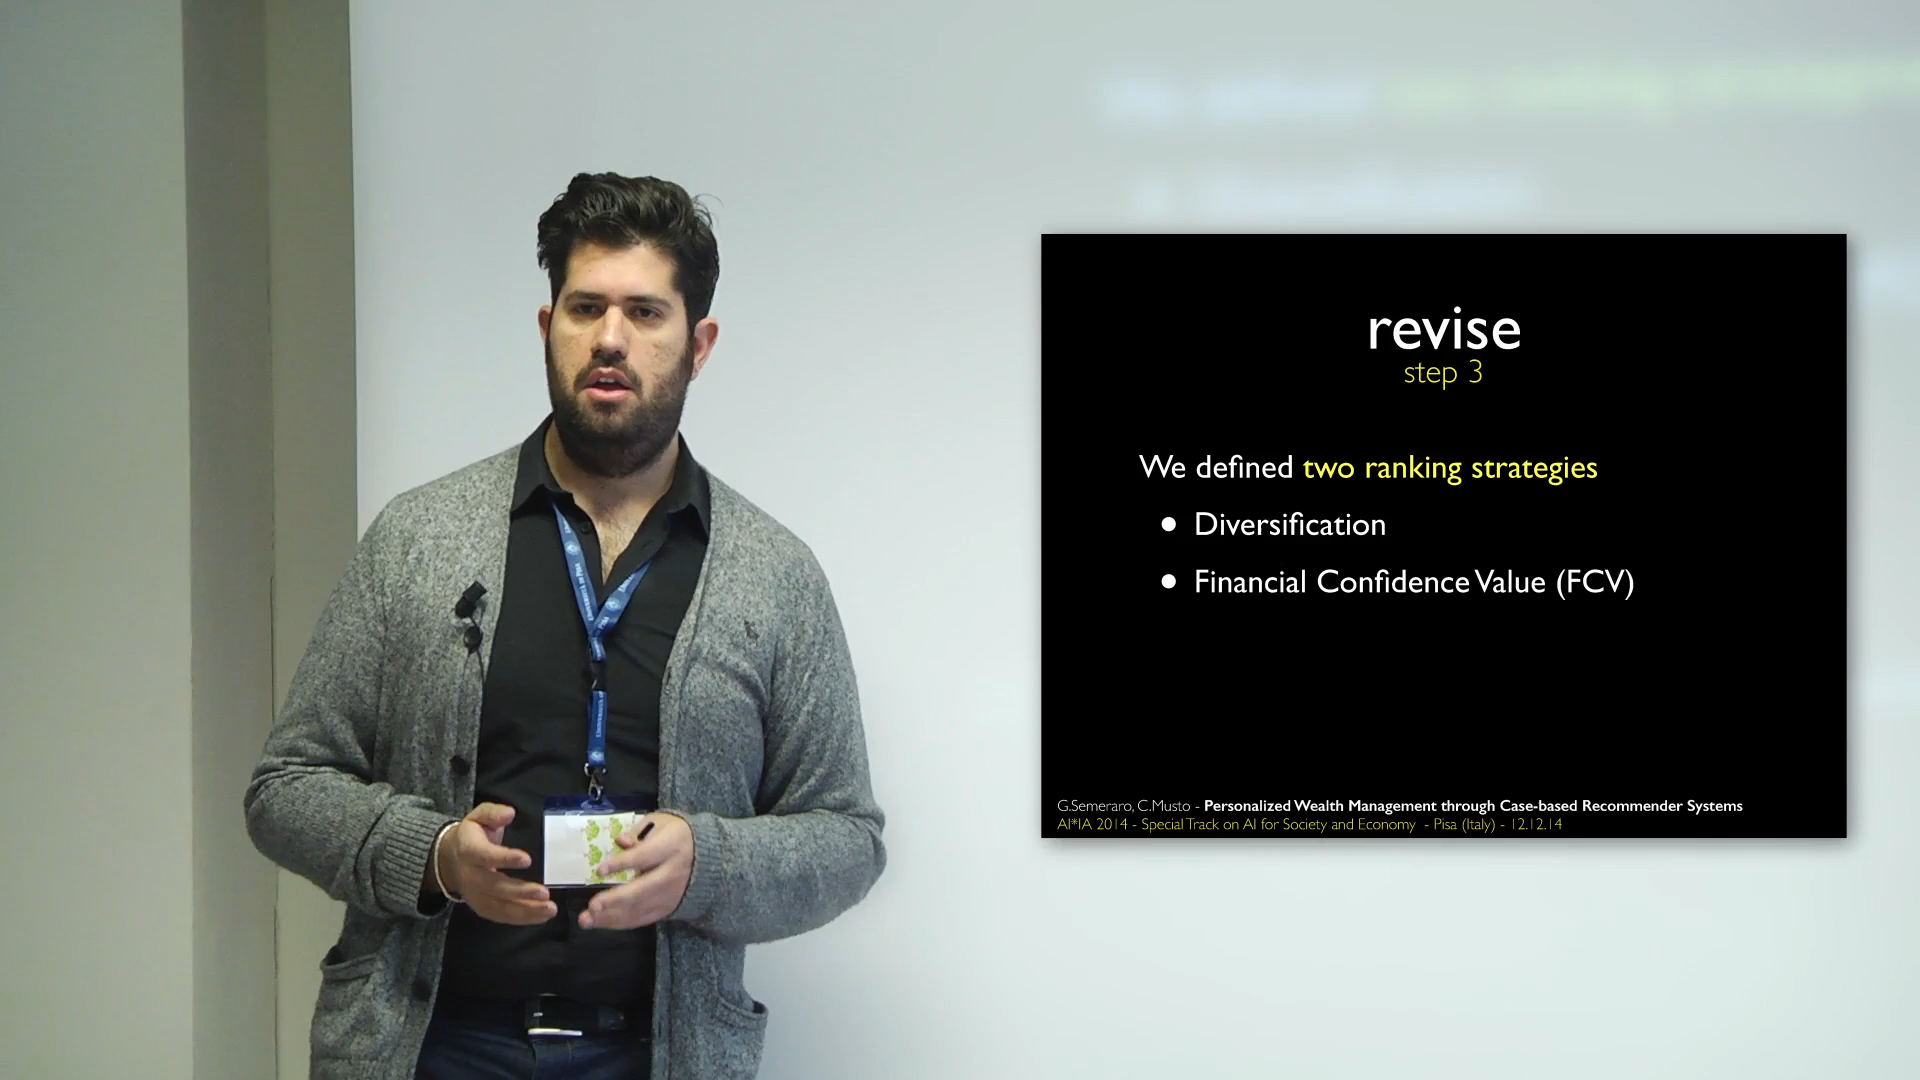 revise
step 3
We defined two ranking strategies
• Diversification
• Financial Confidence Value (FCV)
G.Semeraro, C.Musto - Personalized Wealth Management through Case-based Recommender Systems
AI*IA 2014 - Special Track on AI for Society and Economy - Pisa (Italy) - 12.12.14